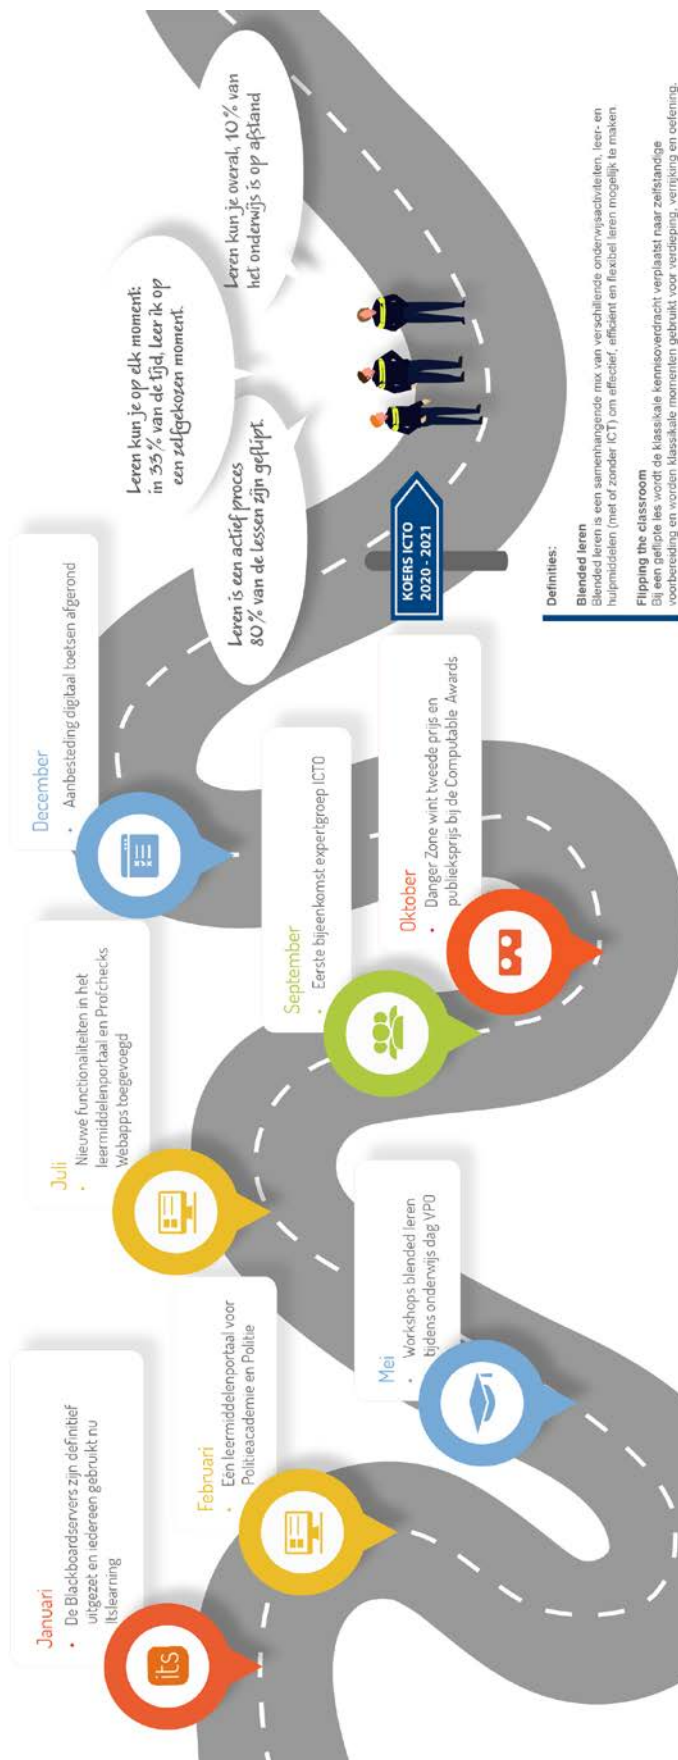 Januari
• De Blackboardservers zijn definitief
uitgezet en iedereen gebruikt nu
Itslearning
its
Februari
• Eén leermiddelenportaal voor
Politieacademie en Politie
Mei
• Workshops blended leren
tijdens onderwijs dag VPO
Juli
• Nieuwe functionaliteiten in het
leermiddelenportaal en Profchecks
Webapps toegevoegd
September
• Eerste bijeenkomst expertgroep ICTO
Oktober
• Danger Zone wint tweede prijs en
publieksprijs bij de Computable Awards
December
• Aanbesteding digitaal toetsen afgerond
KOERS ICTO
2020 - 2021
Leren is een actief proces
80% van de lessen zijn geflipt.
Leren kun je op elk moment:
in 33% van de tijd, leer ik op
een zelfgekozen moment.
Leren kun je overal, 10% van
het onderwijs is op afstand
Definities:
Blended leren
Blended leren is een samenhangende mix van verschillende onderwijsactiviteiten, leer- en
hulpmiddelen (met of zonder ICT) om effectief, efficiënt en flexibel leren mogelijk te maken.
Flipping the classroom
Bij een geflipte les wordt de klassikale kennisoverdracht verplaatst naar zelfstandige
voorbereiding en worden klassikale momenten gebruikt voor verdieping, verrijking en oefening.